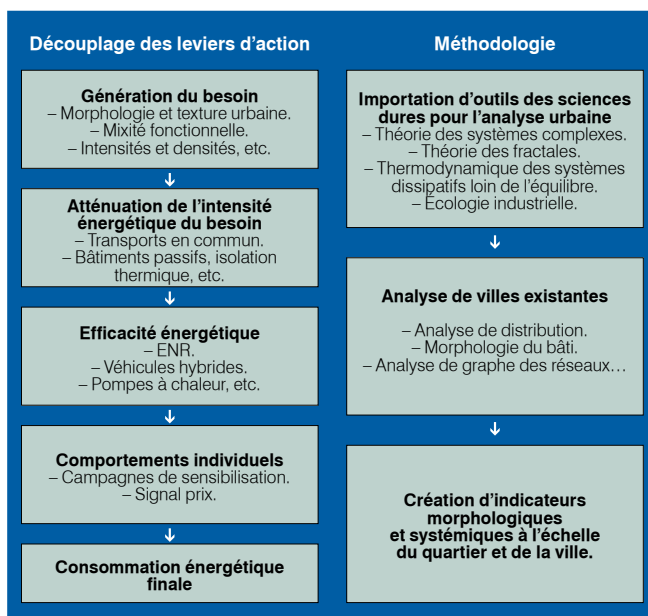 Découplage des leviers d'action
Génération du besoin
– Morphologie et texture urbaine.
– Mixité fonctionnelle.
– Intensités et densités, etc.
↓
Atténuation de l'intensité
énergétique du besoin
– Transports en commun.
– Bâtiments passifs, isolation
thermique, etc.
↓
Efficacité énergétique
– ENR.
– Véhicules hybrides.
– Pompes à chaleur, etc.
↓
Comportements individuels
– Campagnes de sensibilisation.
– Signal prix.
↓
Consommation énergétique
finale
Méthodologie
Importation d'outils des sciences
dures pour l'analyse urbaine
– Théorie des systèmes complexes.
– Théorie des fractales.
– Thermodynamique des systèmes
dissipatifs loin de l'équilibre.
– Écologie industrielle.
↓
Analyse de villes existantes
– Analyse de distribution.
– Morphologie du bâti.
– Analyse de graphe des réseaux…
↓
Création d'indicateurs
morphologiques
et systémiques à l'échelle
du quartier et de la ville.